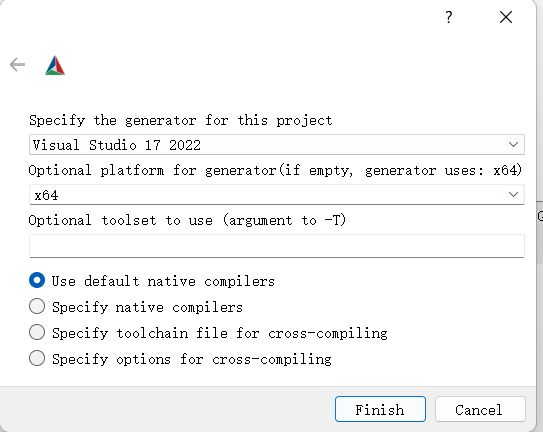 ?
Specify the generator for this project
Visual Studio 17 2022
Optional platform for generator(if empty, generator uses: x64)
x64
Optional toolset to use (argument to -T)
Use default native compilers
Specify native compilers
Specify toolchain file for cross-compiling
Specify options for cross-compiling
Finish Cancel